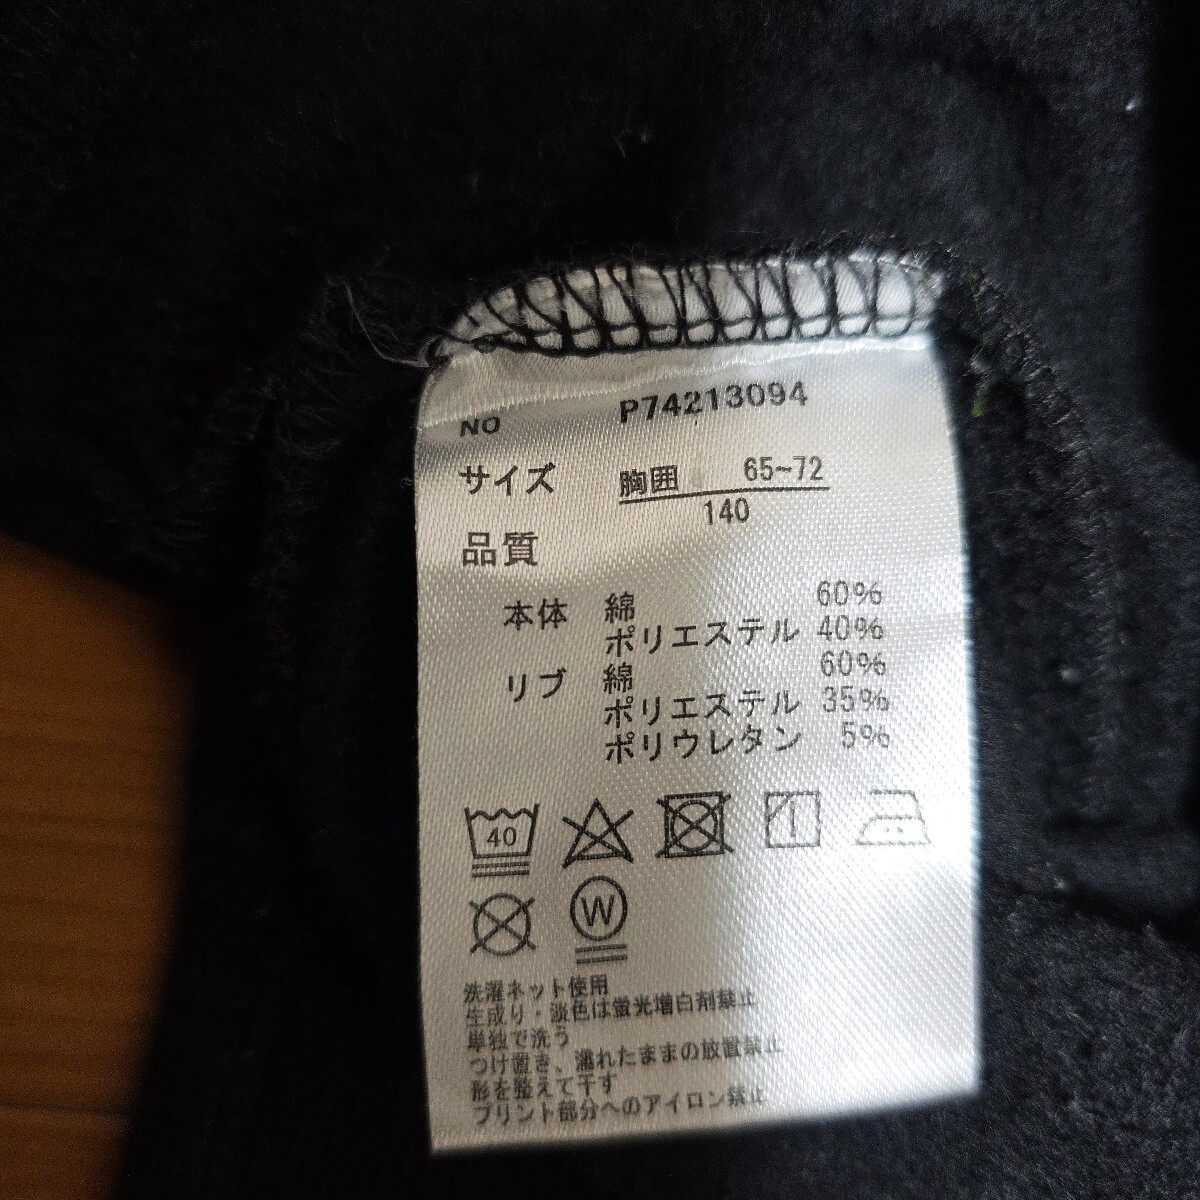 NO P74213094
サイズ 胸囲 65~72
140
品質
本体 綿 60%
ポリエステル 40%
リブ 綿 60%
ポリエステル 35%
ポリウレタン 5%
40
W
洗濯ネット使用
生成り・淡色は蛍光増白剤禁止
単独で洗う
つけ置き、濡れたままの放置禁止
形を整えて干す
プリント部分へのアイロン禁止